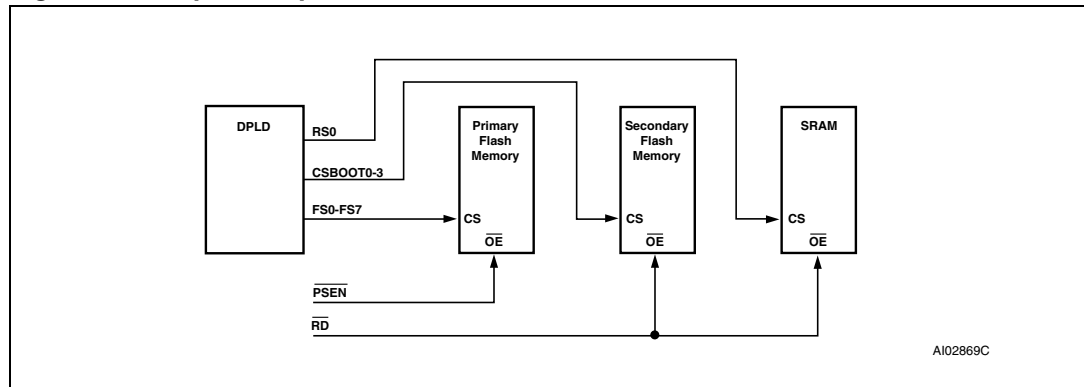 DPLD
RS0
CSBOOT0-3
FS0-FS7
Primary
Flash
Memory
CS
OE
Secondary
Flash
Memory
CS
OE
SRAM
CS
OE
PSEN
RD
AI02869C